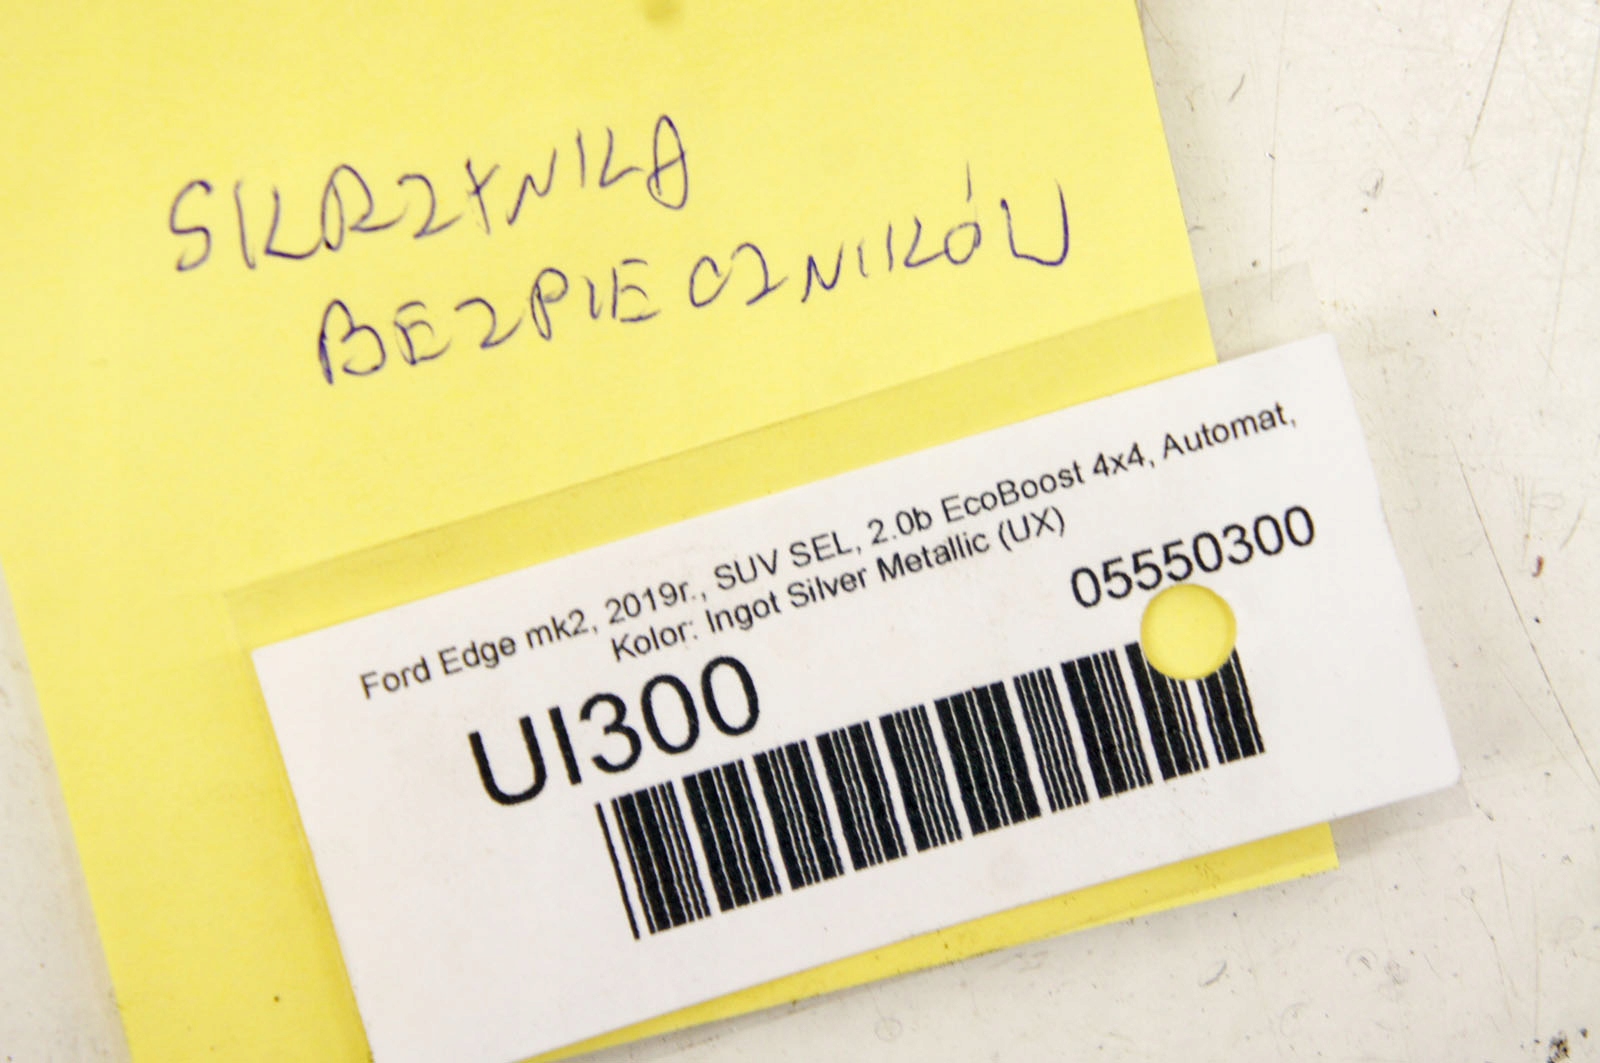 SKRZYNKA
BEZPIECZNIKÓW
Ford Edge mk2, 2019r., SUV SEL, 2.0b EcoBoost 4x4, Automat,
Kolor: Ingot Silver Metallic (UX)
05550300
UI300